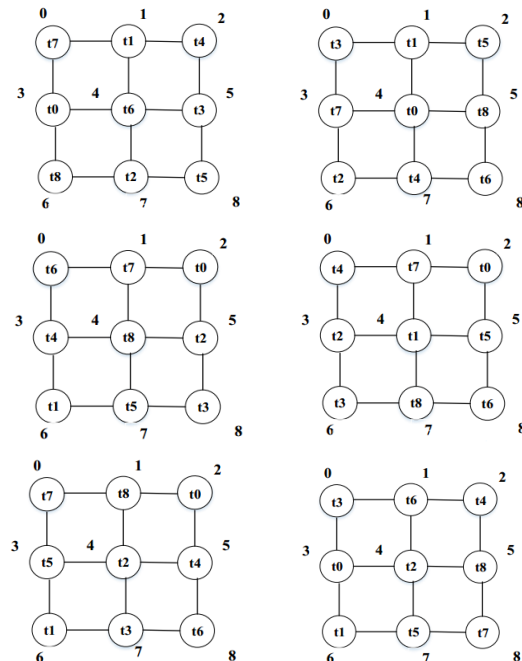 0 1 2
t7 t1 t4
3 4 5
t0 t6 t3
t8 t2 t5
6 7 8
0 1 2
t3 t1 t5
3 4 5
t7 t0 t8
t2 t4 t6
6 7 8
0 1 2
t6 t7 t0
3 4 5
t4 t8 t2
t1 t5 t3
6 7 8
0 1 2
t4 t7 t0
3 4 5
t2 t1 t5
t3 t8 t6
6 7 8
0 1 2
t7 t8 t0
3 4 5
t5 t2 t4
t1 t3 t6
6 7 8
0 1 2
t3 t6 t4
3 4 5
t0 t2 t8
t1 t5 t7
6 7 8